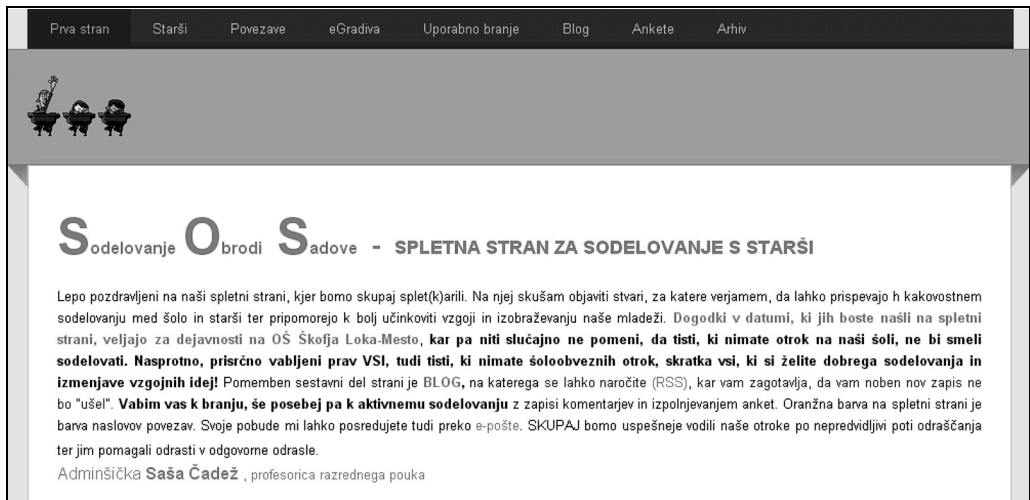 Prva stran Starši Povezave eGradiva Uporabno branje Blog Ankete Arhiv
Sodelovanje Obrodi Sadove - SPLETNA STRAN ZA SODELOVANJE S STARŠI
Lepo pozdravljeni na naši spletni strani, kjer bomo skupaj splet(k)arili. Na njej skušam objaviti stvari, za katere verjamem, da lahko prispevajo h kakovostnem
sodelovanju med šolo in starši ter pripomorejo k bolj učinkoviti vzgoji in izobraževanju naše mladeži. Dogodki v datumi, ki jih boste našli na spletni
strani, veljajo za dejavnosti na OŠ Škofja Loka-Mesto, kar pa niti slučajno ne pomeni, da tisti, ki nimate otrok na naši šoli, ne bi smeli
sodelovati. Nasprotno, prisrčno vabljeni prav VSI, tudi tisti, ki nimate šoloobveznih otrok, skratka vsi, ki si želite dobrega sodelovanja in
izmenjave vzgojnih idej! Pomemben sestavni del strani je BLOG, na katerega se lahko naročite (RSS), kar vam zagotavlja, da vam noben nov zapis ne
bo "ušel". Vabim vas k branju, še posebej pa k aktivnemu sodelovanju z zapisi komentarjev in izpolnjevanjem anket. Oranžna barva na spletni strani je
barva naslovov povezav. Svoje pobude mi lahko posredujete tudi preko e-pošte. SKUPAJ bomo uspešneje vodili naše otroke po nepredvidljivi poti odraščanja
ter jim pomagali odrasti v odgovorne odrasle.
Adminšička Saša Čadež , profesorica razrednega pouka